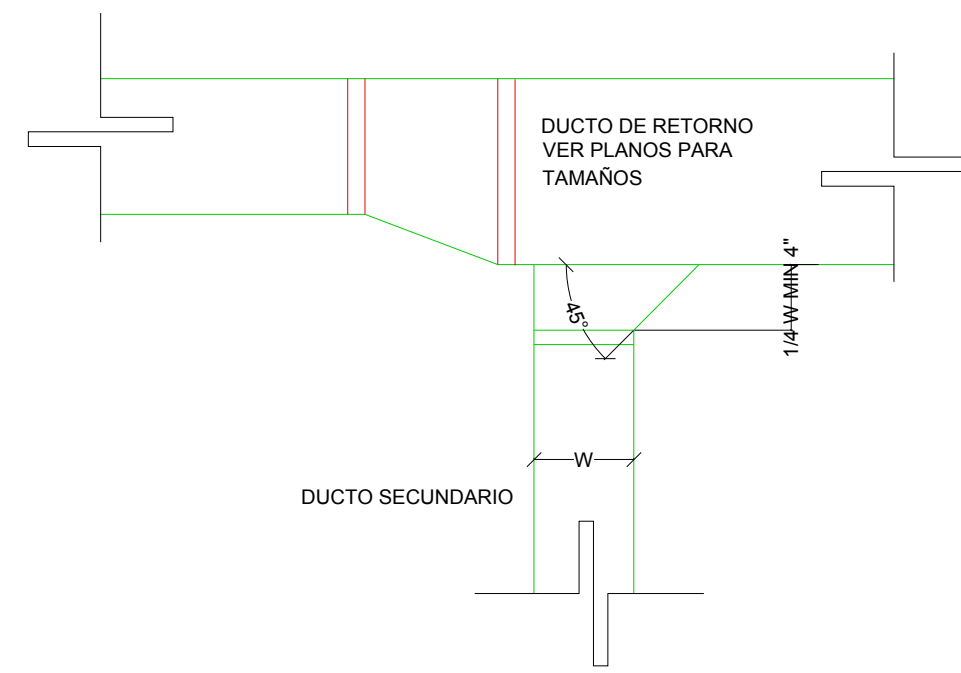 DUCTO DE RETORNO
VER PLANOS PARA
TAMAÑOS
1/4 W MIN 4"
45°
W
DUCTO SECUNDARIO